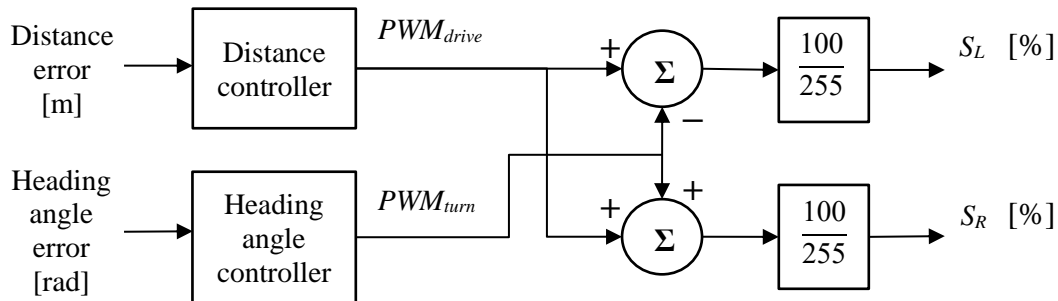 Distance
error
[m]
Distance
controller
PWMdrive
+
Σ
−
100
255
SL [%]
Heading
angle
error
[rad]
Heading
angle
controller
PWMturn
+
+
Σ
100
255
SR [%]